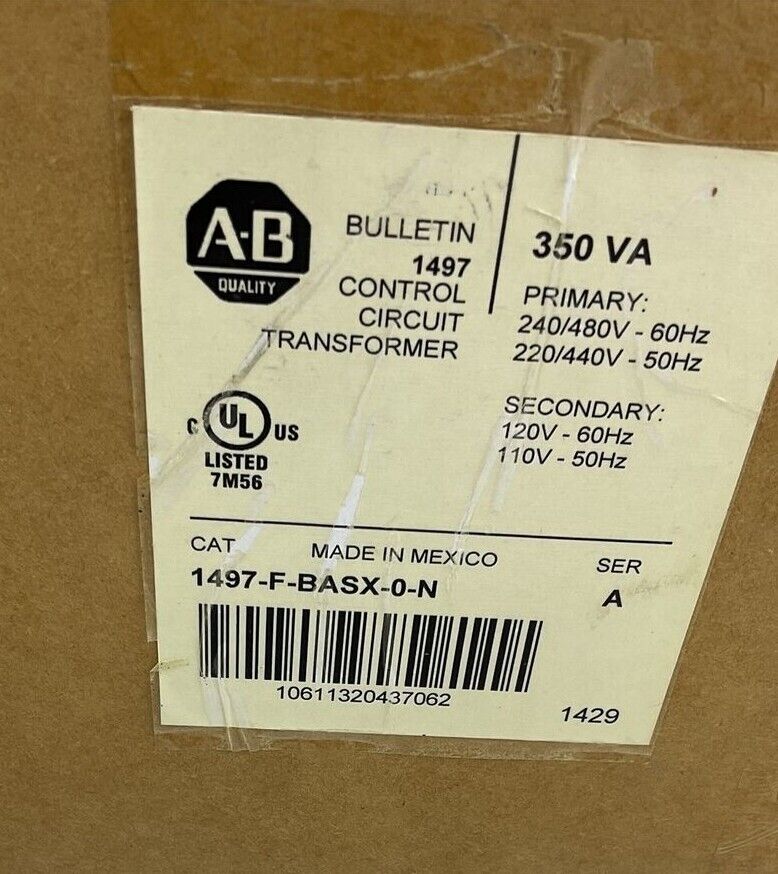 A-B
QUALITY
BULLETIN
1497
CONTROL
CIRCUIT
TRANSFORMER
350 VA
PRIMARY:
240/480V - 60Hz
220/440V - 50Hz
SECONDARY:
120V - 60Hz
110V - 50Hz
C UL US
LISTED
7M56
CAT MADE IN MEXICO SER
1497-F-BASX-0-N A
10611320437062
1429